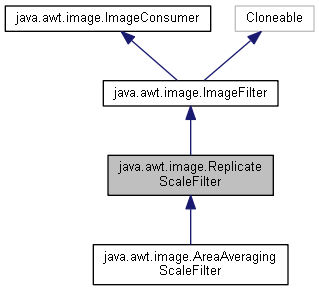 java.awt.image.ImageConsumer
Cloneable
java.awt.image.ImageFilter
java.awt.image.Replicate
ScaleFilter
java.awt.image.AreaAveraging
ScaleFilter